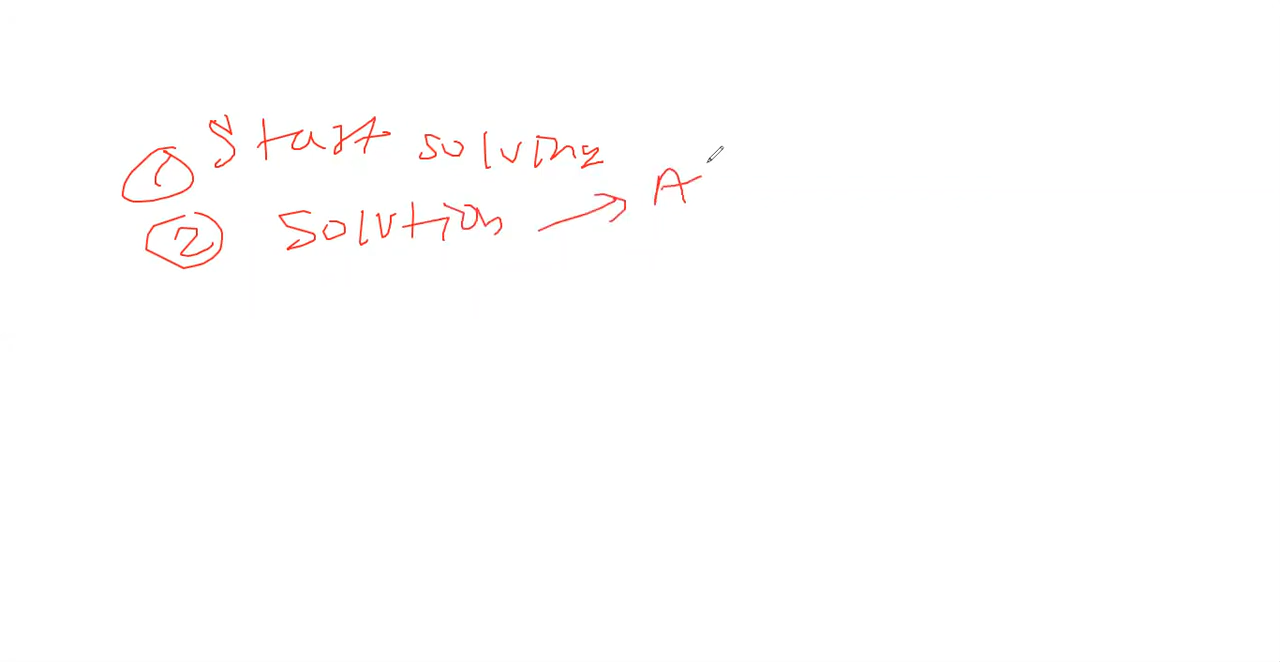 ① Start solving
② Solution → A